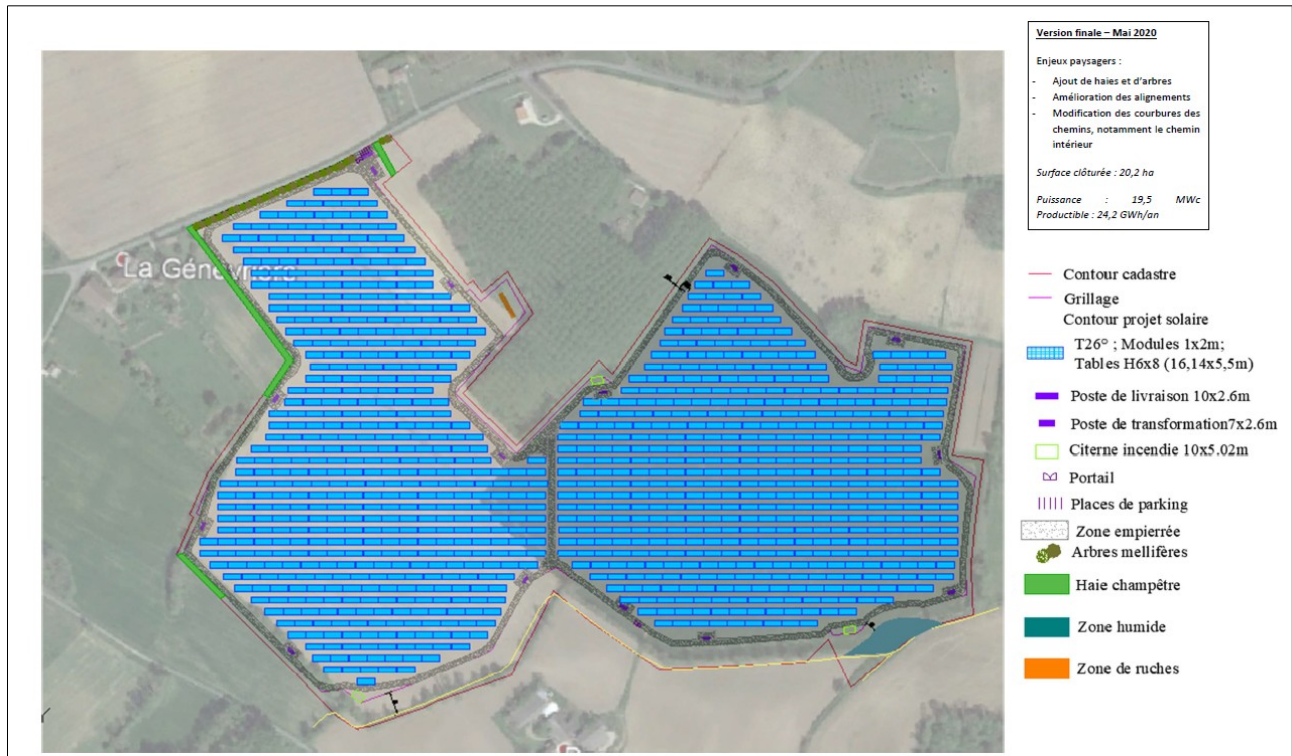 Version finale – Mai 2020
Enjeux paysagers :
- Ajout de haies et d'arbres
- Amélioration des alignements
- Modification des courbures des
chemins, notamment le chemin
intérieur
Surface clôturée : 20,2 ha
Puissance : 19,5 MWc
Productible : 24,2 GWh/an
La Génevrière
Contour cadastre
Grillage
Contour projet solaire
T26° ; Modules 1x2m;
Tables H6x8 (16,14x5,5m)
Poste de livraison 10x2.6m
Poste de transformation7x2.6m
Citerne incendie 10x5.02m
Portail
Places de parking
Zone empierrée
Arbres mellifères
Haie champêtre
Zone humide
Zone de ruches